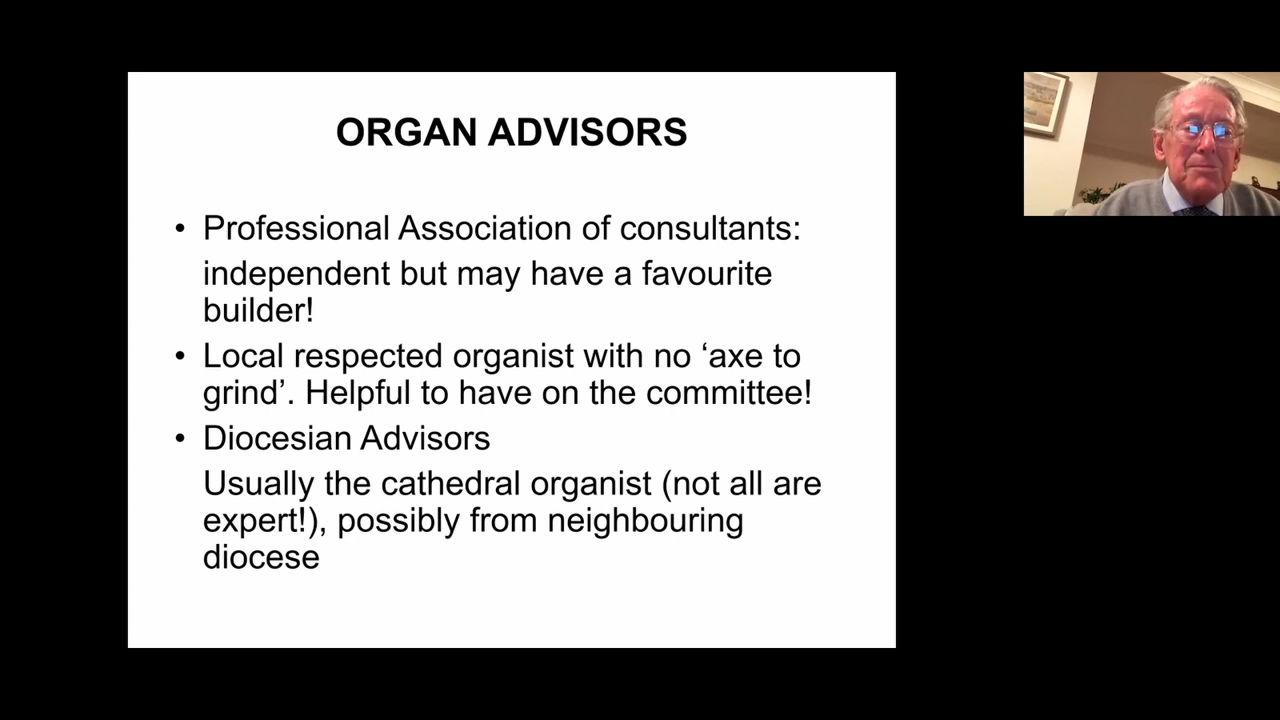 ORGAN ADVISORS
• Professional Association of consultants:
independent but may have a favourite
builder!
• Local respected organist with no ‘axe to
grind’. Helpful to have on the committee!
• Diocesian Advisors
Usually the cathedral organist (not all are
expert!), possibly from neighbouring
diocese